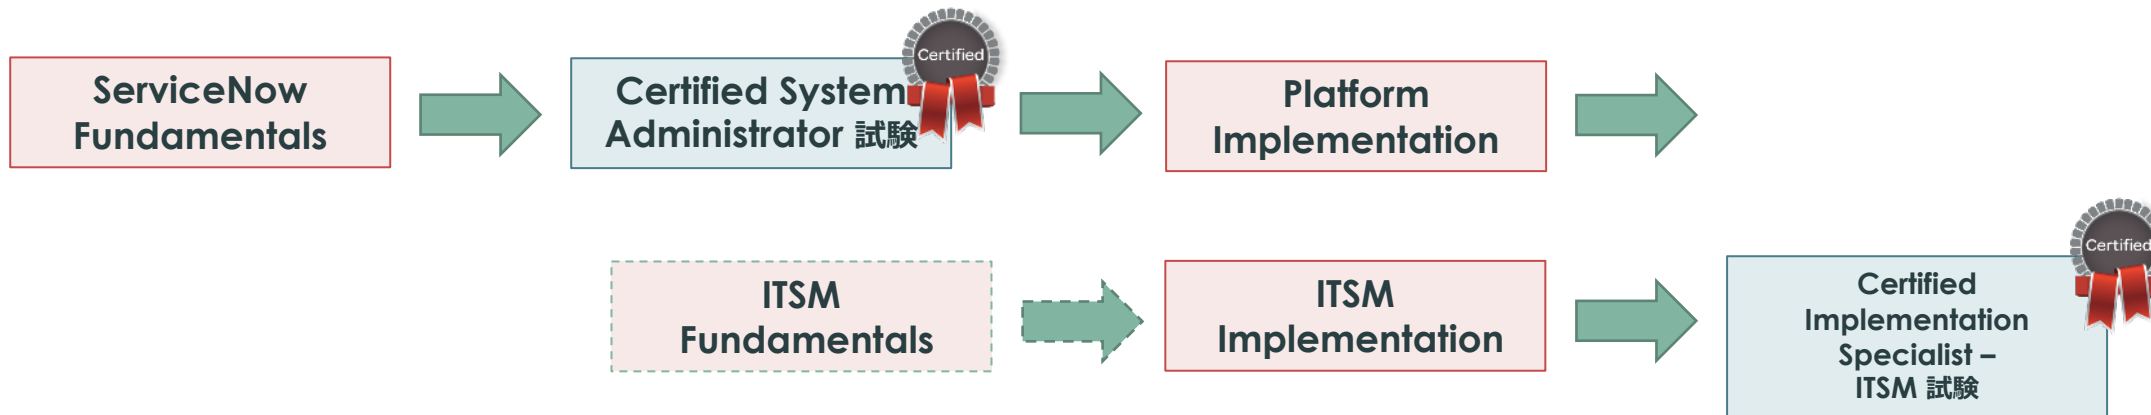 ServiceNow
Fundamentals
Certified System
Administrator 試験
Certified
Platform
Implementation
ITSM
Fundamentals
ITSM
Implementation
Certified
Implementation
Specialist –
ITSM 試験
Certified